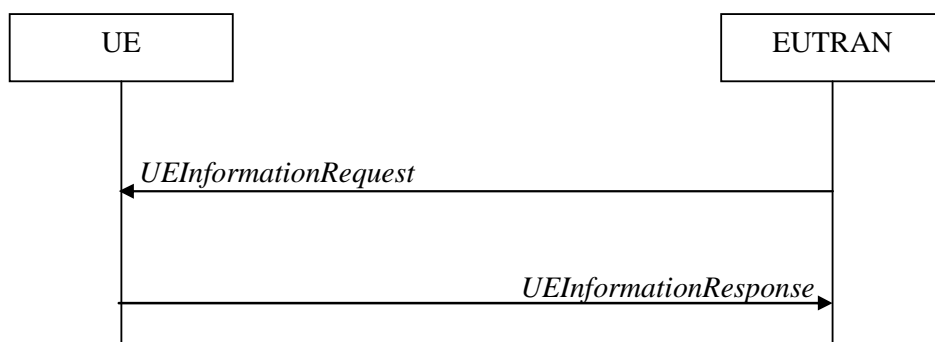 UE
EUTRAN
UEInformationRequest
UEInformationResponse